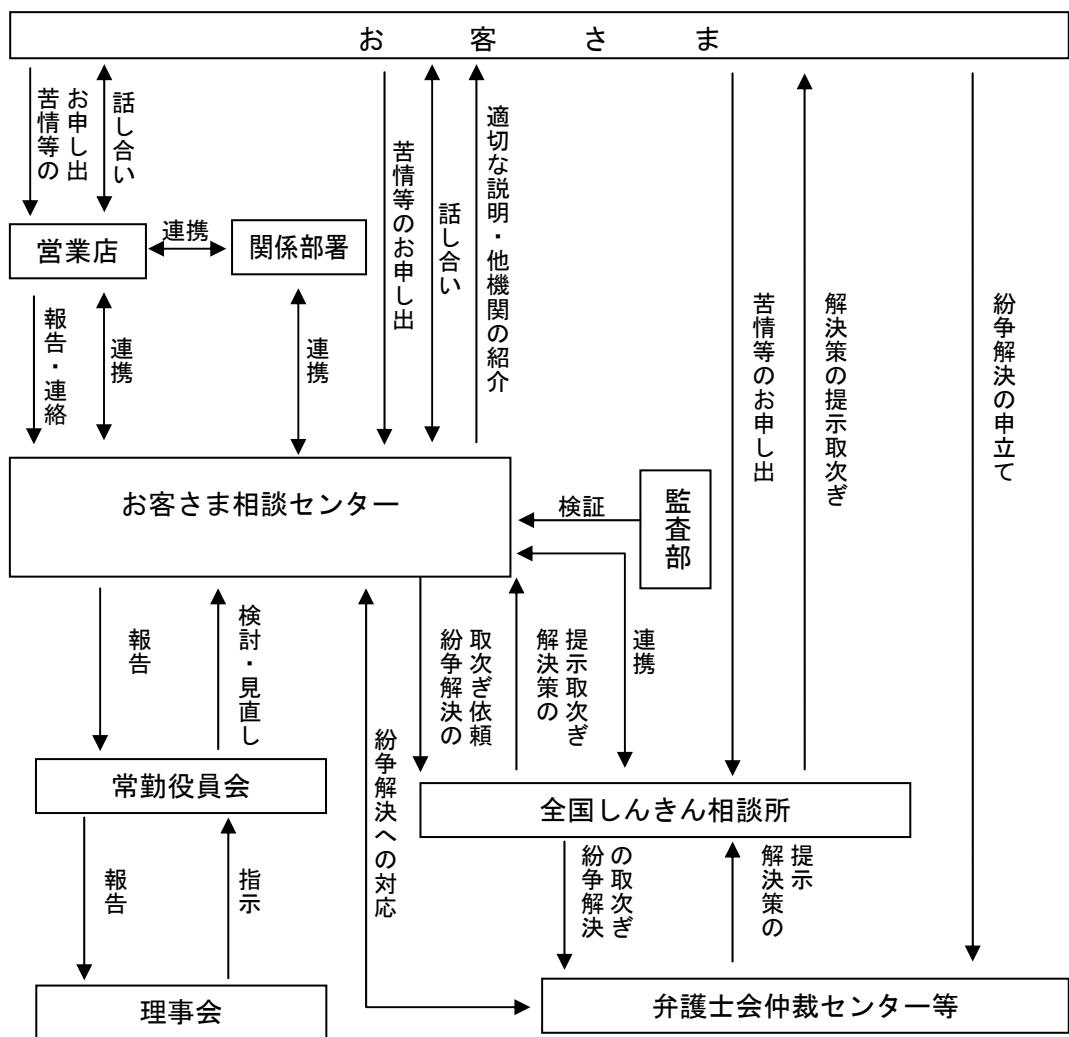 お客さま
苦情等の
お申し出
話し合い
苦情等のお申し出
話し合い
適切な説明・他機関の紹介
苦情等のお申し出
解決策の提示取次ぎ
紛争解決の申立て
営業店
連携
関係部署
報告・連絡
連携
連携
お客さま相談センター
検証
監査部
報告
検討・見直し
紛争解決の
取次ぎ依頼
解決策の
提示取次ぎ
連携
紛争解決への対応
常勤役員会
全国しんきん相談所
報告
指示
紛争解決
の取次ぎ
解決策の
提示
理事会
弁護士会仲裁センター等